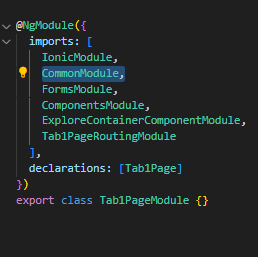 @NgModule({
  imports: [
    IonicModule,
    CommonModule,
    FormsModule,
    ComponentsModule,
    ExploreContainerComponentModule,
    Tab1PageRoutingModule
  ],
  declarations: [Tab1Page]
})
export class Tab1PageModule {}